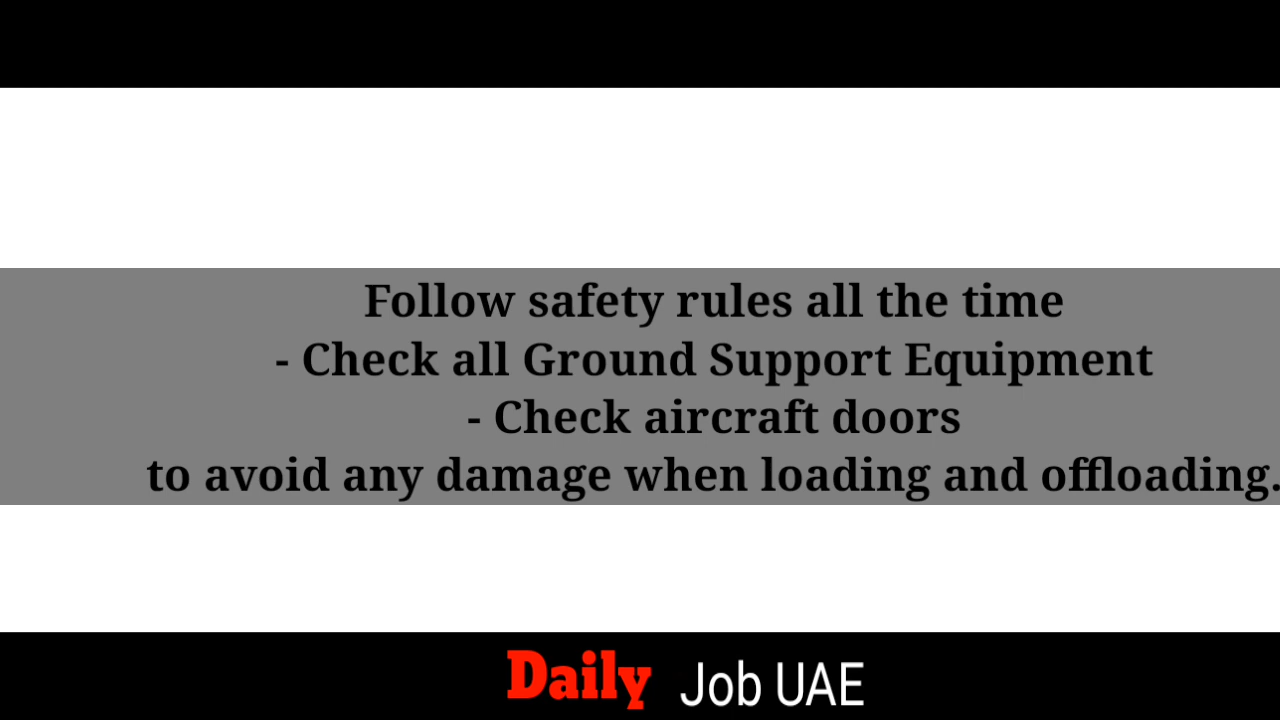 Follow safety rules all the time
- Check all Ground Support Equipment
- Check aircraft doors
to avoid any damage when loading and offloading.
Daily Job UAE